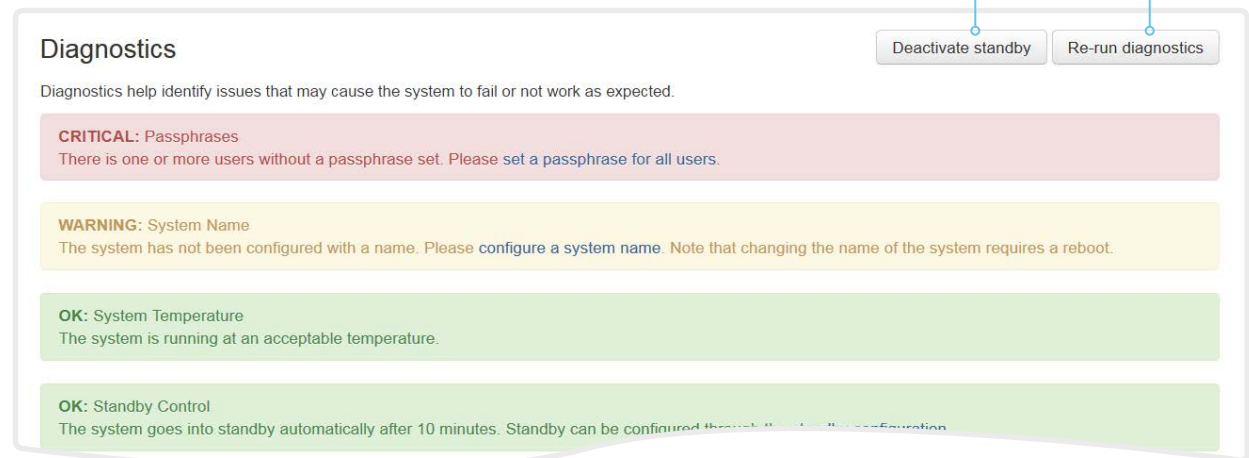 Diagnostics
Deactivate standby
Re-run diagnostics
Diagnostics help identify issues that may cause the system to fail or not work as expected.
CRITICAL: Passphrases
There is one or more users without a passphrase set. Please set a passphrase for all users.
WARNING: System Name
The system has not been configured with a name. Please configure a system name. Note that changing the name of the system requires a reboot.
OK: System Temperature
The system is running at an acceptable temperature.
OK: Standby Control
The system goes into standby automatically after 10 minutes. Standby can be configured through the configuration